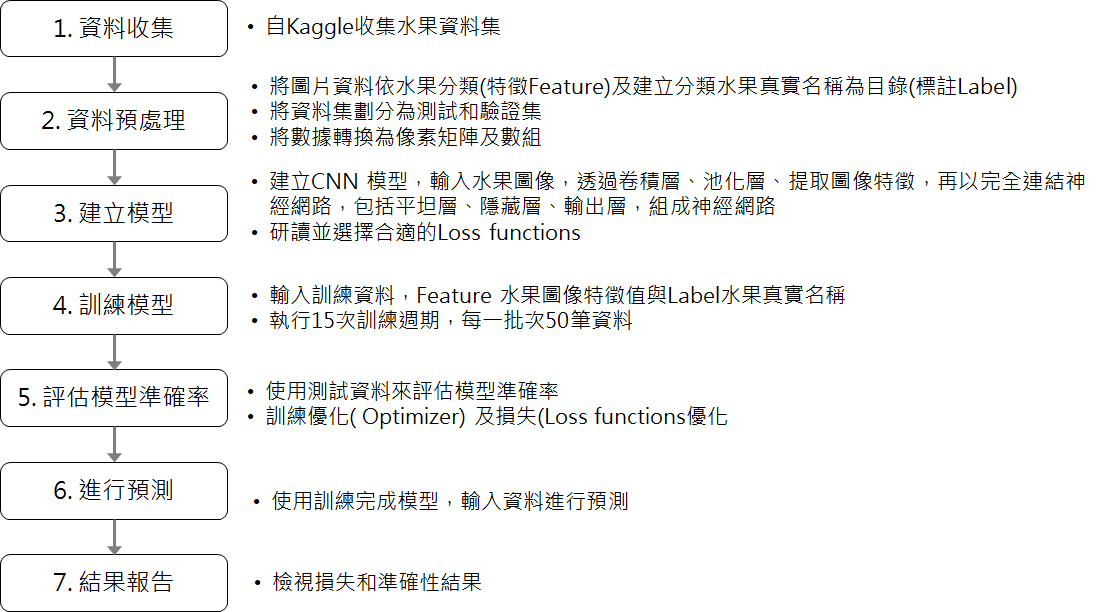 1. 資料收集
• 自Kaggle收集水果資料集
2. 資料預處理
• 將圖片資料依水果分類(特徵Feature)及建立分類水果真實名稱為目錄(標註Label)
• 將資料集劃分為測試和驗證集
• 將數據轉換為像素矩陣及數組
3. 建立模型
• 建立CNN 模型，輸入水果圖像，透過卷積層、池化層、提取圖像特徵，再以完全連結神
經網路，包括平坦層、隱藏層、輸出層，組成神經網路
• 研讀並選擇合適的Loss functions
4. 訓練模型
• 輸入訓練資料，Feature 水果圖像特徵值與Label水果真實名稱
• 執行15次訓練週期，每一批次50筆資料
5. 評估模型準確率
• 使用測試資料來評估模型準確率
• 訓練優化( Optimizer) 及損失(Loss functions優化
6. 進行預測
• 使用訓練完成模型，輸入資料進行預測
7. 結果報告
• 檢視損失和準確性結果